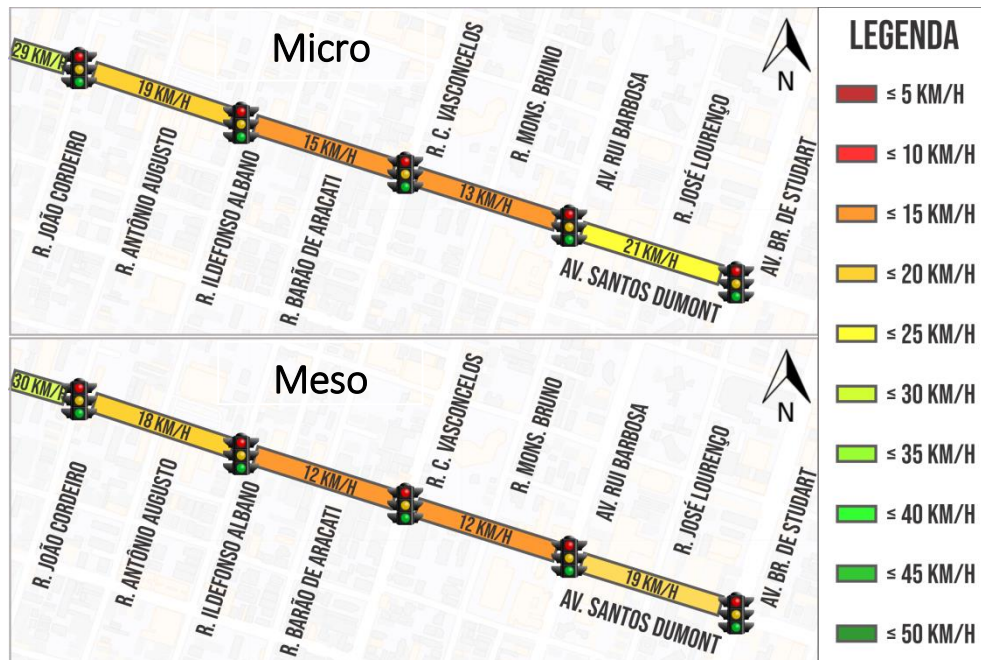 Micro
29 KM/H
19 KM/H
15 KM/H
13 KM/H
21 KM/H
R. JOÃO CORDEIRO
R. ANTÔNIO AUGUSTO
R. ILDEFONSO ALBANO
R. BARÃO DE ARACATI
R. C. VASCONCELOS
R. MONS. BRUNO
AV. RUI BARBOSA
R. JOSÉ LOURENÇO
AV. BR. DE STUDART
AV. SANTOS DUMONT
N
Meso
30 KM/H
18 KM/H
12 KM/H
12 KM/H
19 KM/H
R. JOÃO CORDEIRO
R. ANTÔNIO AUGUSTO
R. ILDEFONSO ALBANO
R. BARÃO DE ARACATI
R. C. VASCONCELOS
R. MONS. BRUNO
AV. RUI BARBOSA
R. JOSÉ LOURENÇO
AV. BR. DE STUDART
AV. SANTOS DUMONT
N
LEGENDA
≤ 5 KM/H
≤ 10 KM/H
≤ 15 KM/H
≤ 20 KM/H
≤ 25 KM/H
≤ 30 KM/H
≤ 35 KM/H
≤ 40 KM/H
≤ 45 KM/H
≤ 50 KM/H